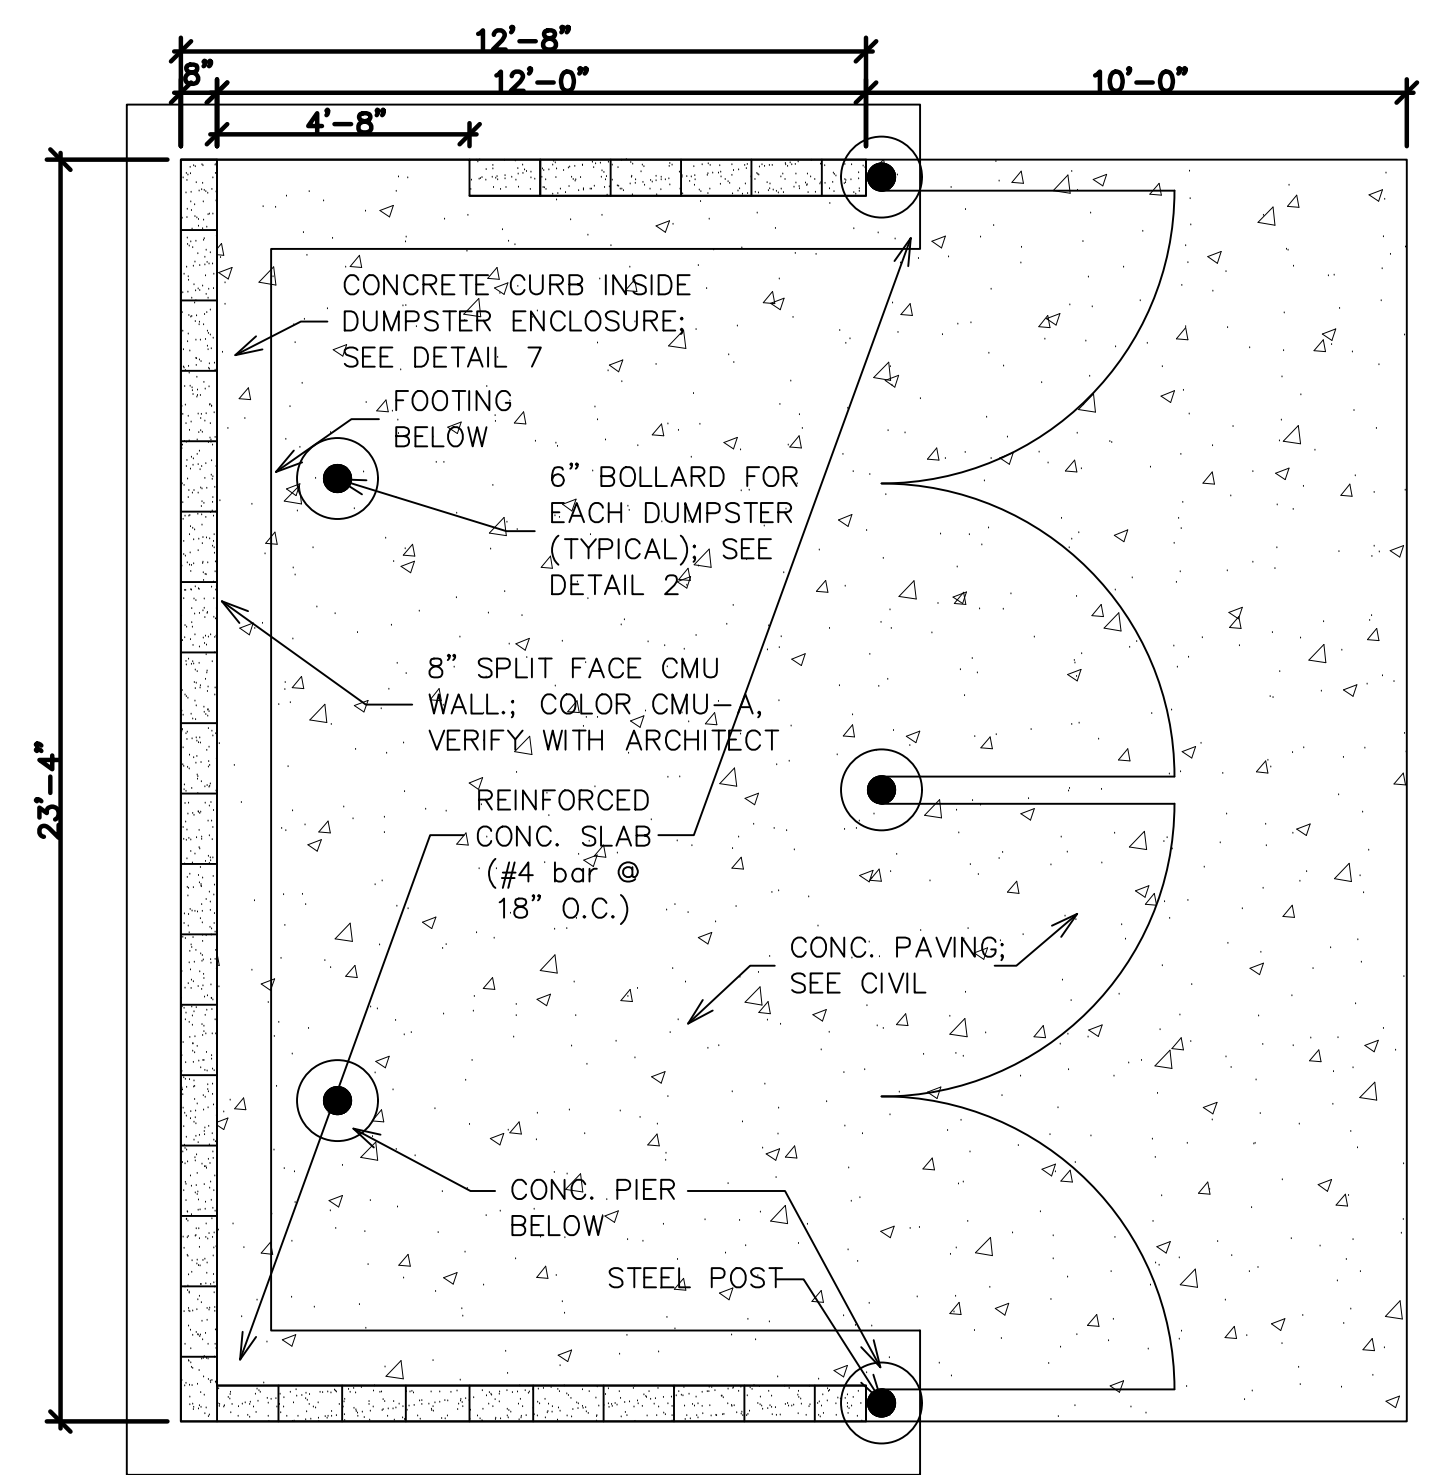 12'-8"
8"
12'-0"
10'-0"
4'-8"
23'-4"
CONCRETE CURB INSIDE
DUMPSTER ENCLOSURE;
SEE DETAIL 7
FOOTING
BELOW
6" BOLLARD FOR
EACH DUMPSTER
(TYPICAL); SEE
DETAIL 2
8" SPLIT FACE CMU
WALL.; COLOR CMU-A,
VERIFY WITH ARCHITECT
REINFORCED
CONC. SLAB
(#4 bar @
18" O.C.)
CONC. PAVING;
SEE CIVIL
CONC. PIER
BELOW
STEEL POST